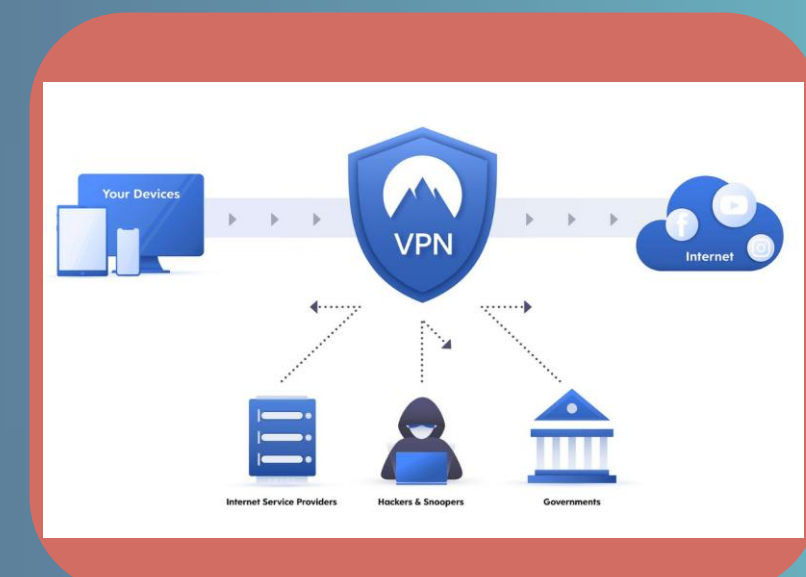 Your Devices
VPN
Internet
Internet Service Providers
Hackers & Snoopers
Governments